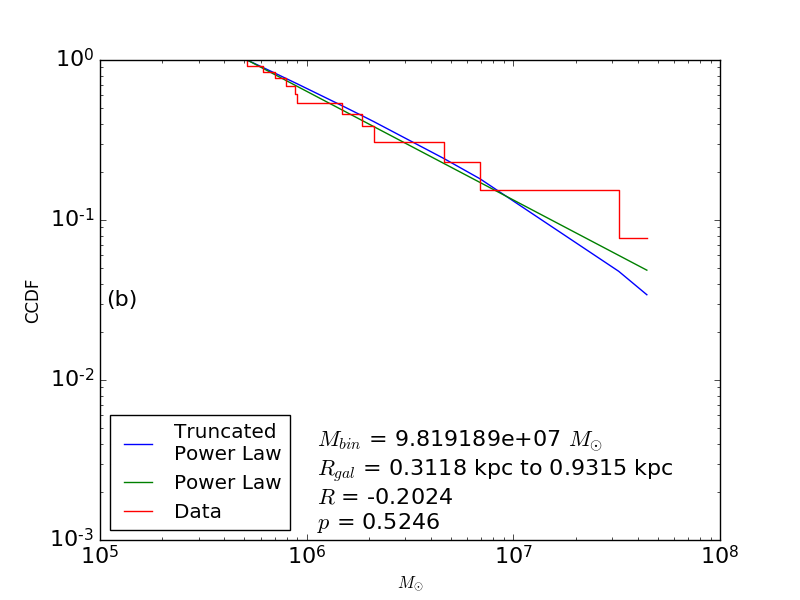 10^0
10^-1
10^-2
10^-3
CCDF
(b)
Truncated
Power Law
Power Law
Data
M_bin = 9.819189e+07 M_⊙
R_gal = 0.3118 kpc to 0.9315 kpc
R = -0.2024
p = 0.5246
10^5 10^6 10^7 10^8
M_⊙